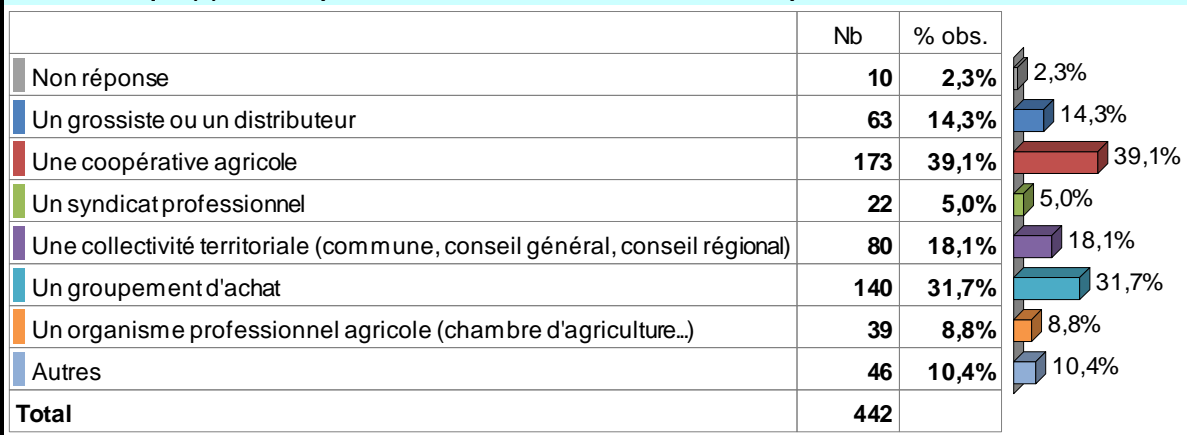 Nb % obs.
Non réponse 10 2,3% 2,3%
Un grossiste ou un distributeur 63 14,3% 14,3%
Une coopérative agricole 173 39,1% 39,1%
Un syndicat professionnel 22 5,0% 5,0%
Une collectivité territoriale (commune, conseil général, conseil régional) 80 18,1% 18,1%
Un groupement d'achat 140 31,7% 31,7%
Un organisme professionnel agricole (chambre d'agriculture...) 39 8,8% 8,8%
Autres 46 10,4% 10,4%
Total 442